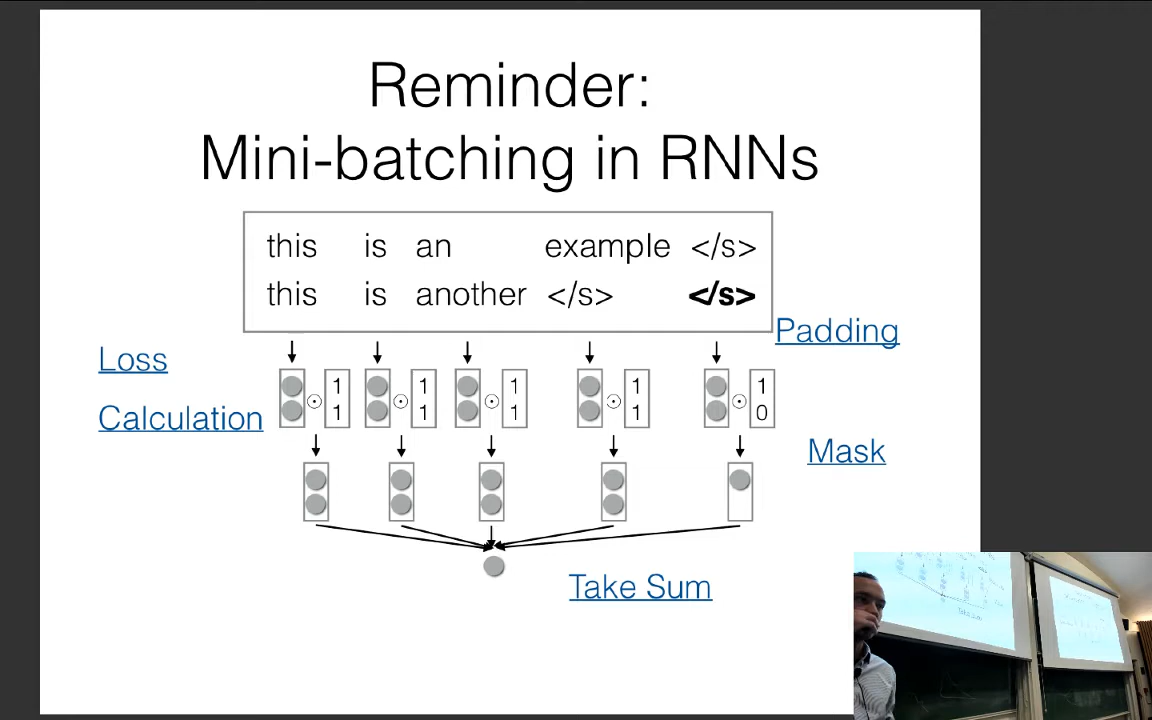 Reminder:
Mini-batching in RNNs
this is an example </s>
this is another </s> </s>
Padding
Loss
Calculation
1 1 1 1 1
1 1 1 1 0
Mask
Take Sum